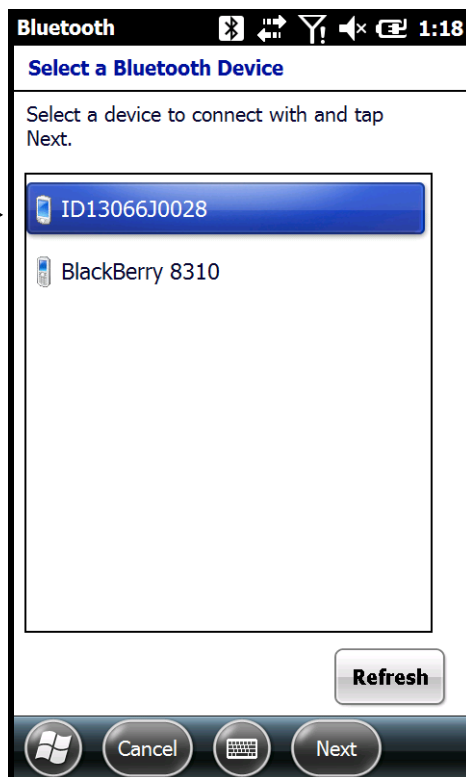 Bluetooth 1:18
Select a Bluetooth Device
Select a device to connect with and tap
Next.
ID13066J0028
BlackBerry 8310
Refresh
Cancel Next